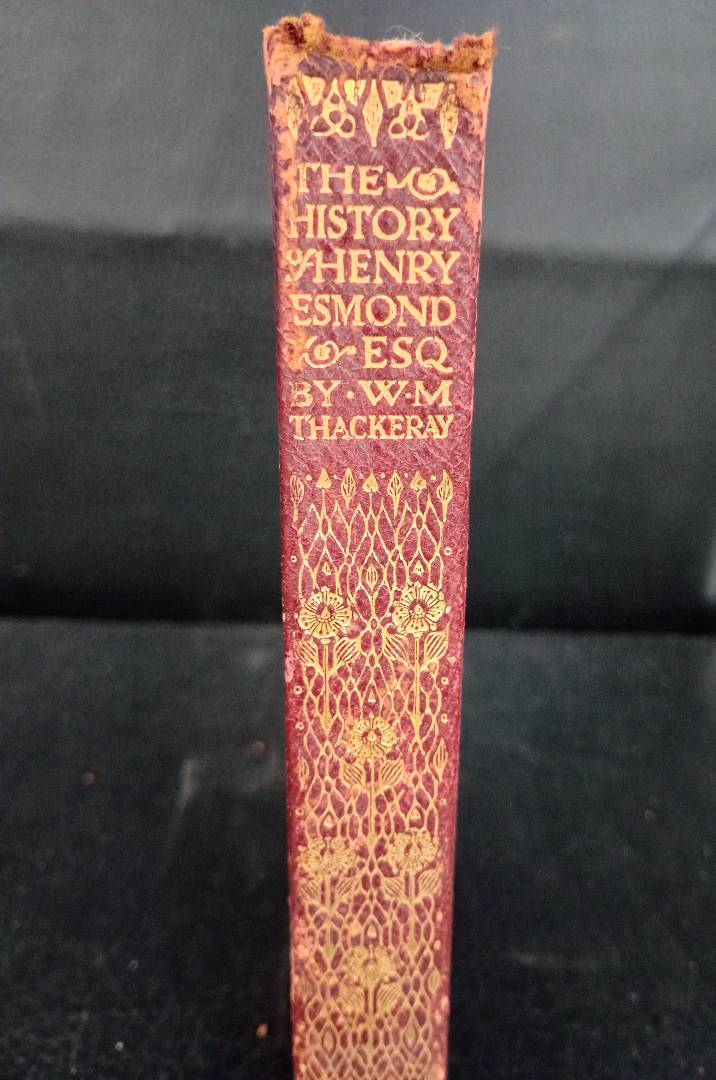 THE
HISTORY
of HENRY
ESMOND
ESQ
BY · W · M
THACKERAY